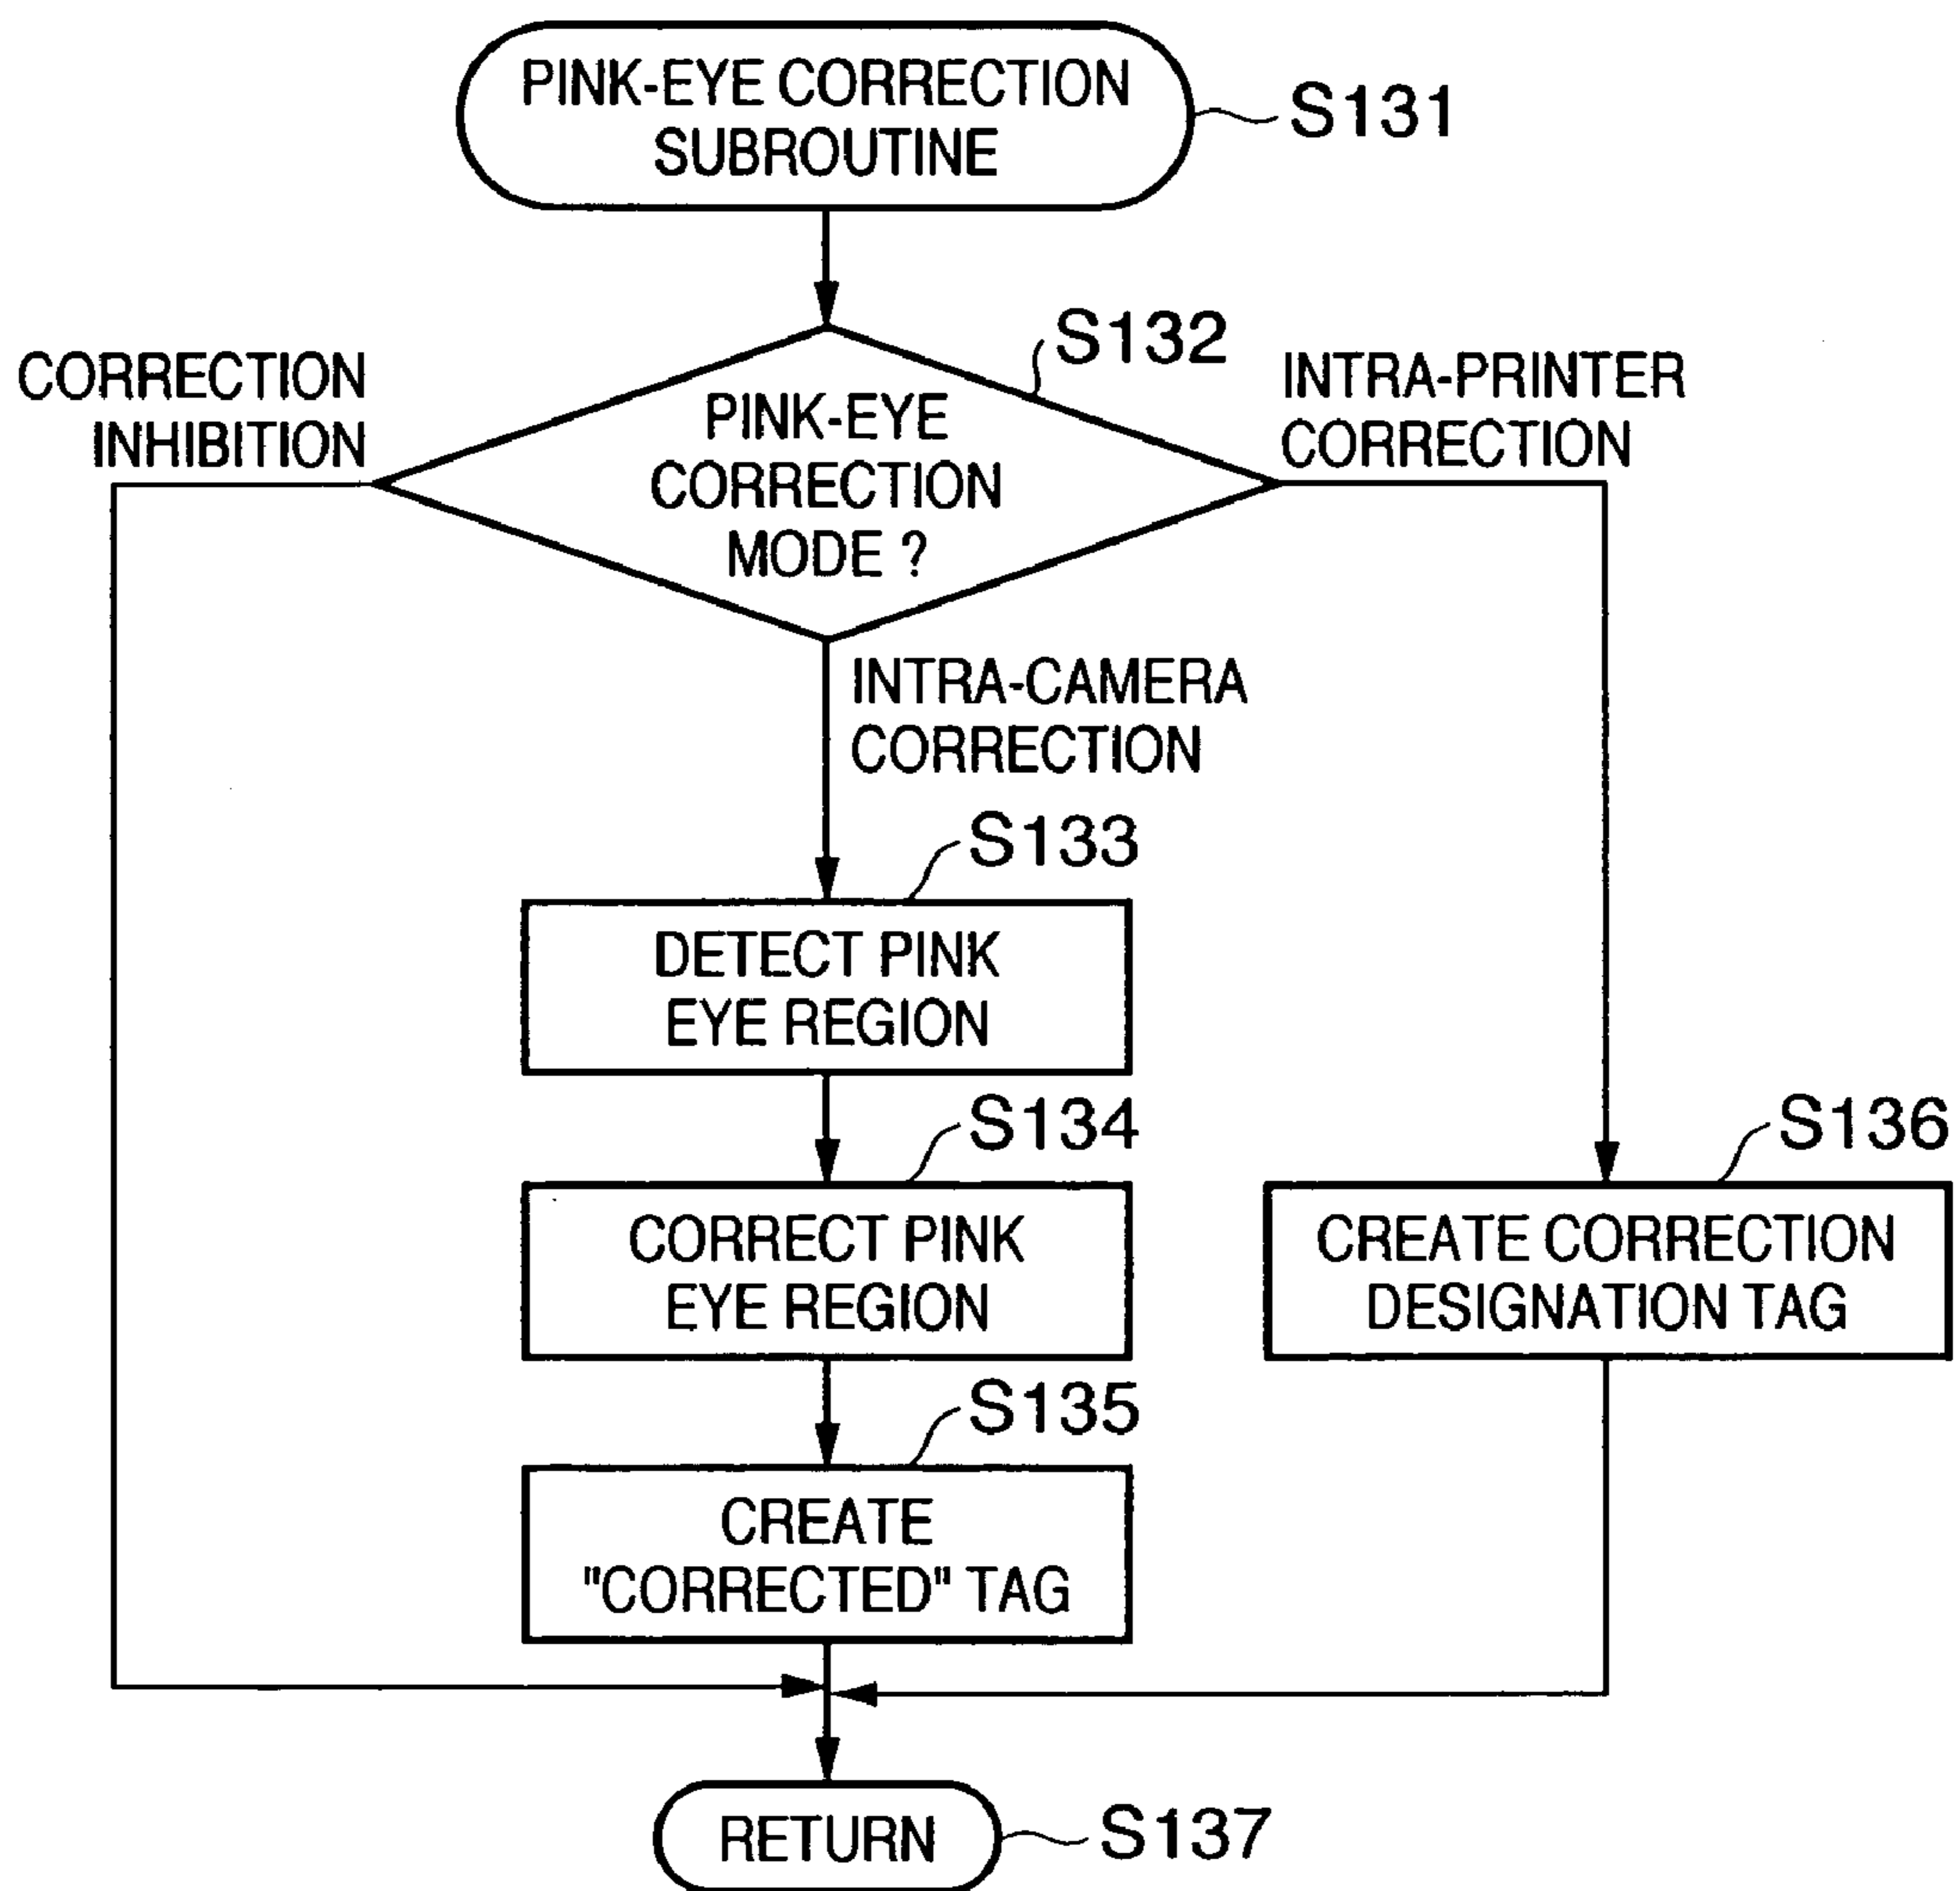 PINK-EYE CORRECTION
SUBROUTINE
S131
S132
CORRECTION
INHIBITION
PINK-EYE
CORRECTION
MODE ?
INTRA-PRINTER
CORRECTION
INTRA-CAMERA
CORRECTION
S133
DETECT PINK
EYE REGION
S134
CORRECT PINK
EYE REGION
S136
CREATE CORRECTION
DESIGNATION TAG
S135
CREATE
"CORRECTED" TAG
RETURN
S137